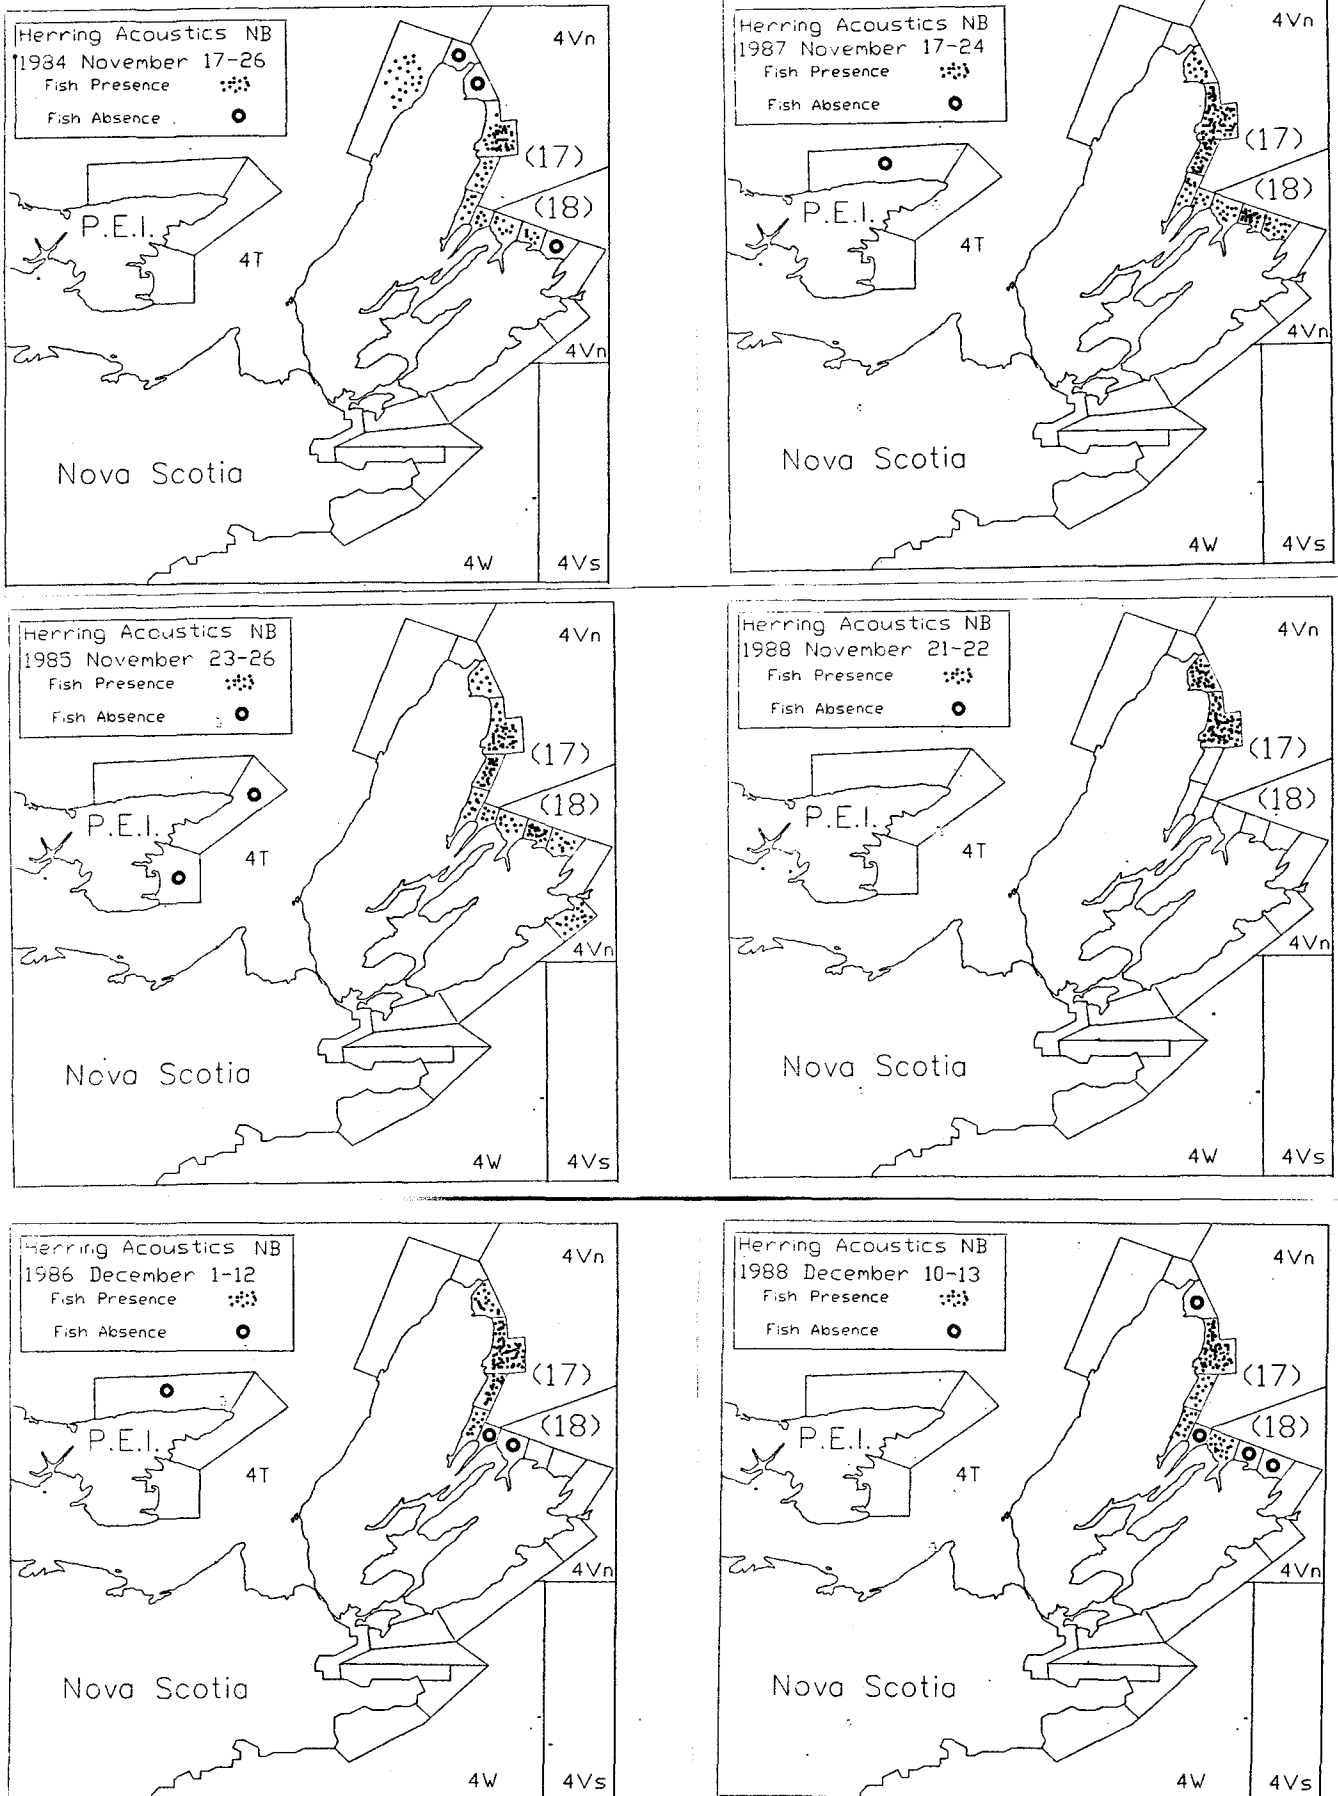 Herring Acoustics NB
1984 November 17-26
Fish Presence
Fish Absence
4Vn
(17)
(18)
P.E.I.
4T
4Vn
Nova Scotia
4W
4Vs
Herring Acoustics NB
1987 November 17-24
Fish Presence
Fish Absence
4Vn
(17)
(18)
P.E.I.
4T
4Vn
Nova Scotia
4W
4Vs
Herring Acoustics NB
1985 November 23-26
Fish Presence
Fish Absence
4Vn
(17)
(18)
P.E.I.
4T
4Vn
Nova Scotia
4W
4Vs
Herring Acoustics NB
1988 November 21-22
Fish Presence
Fish Absence
4Vn
(17)
(18)
P.E.I.
4T
4Vn
Nova Scotia
4W
4Vs
Herring Acoustics NB
1986 December 1-12
Fish Presence
Fish Absence
4Vn
(17)
(18)
P.E.I.
4T
4Vn
Nova Scotia
4W
4Vs
Herring Acoustics NB
1988 December 10-13
Fish Presence
Fish Absence
4Vn
(17)
(18)
P.E.I.
4T
4Vn
Nova Scotia
4W
4Vs